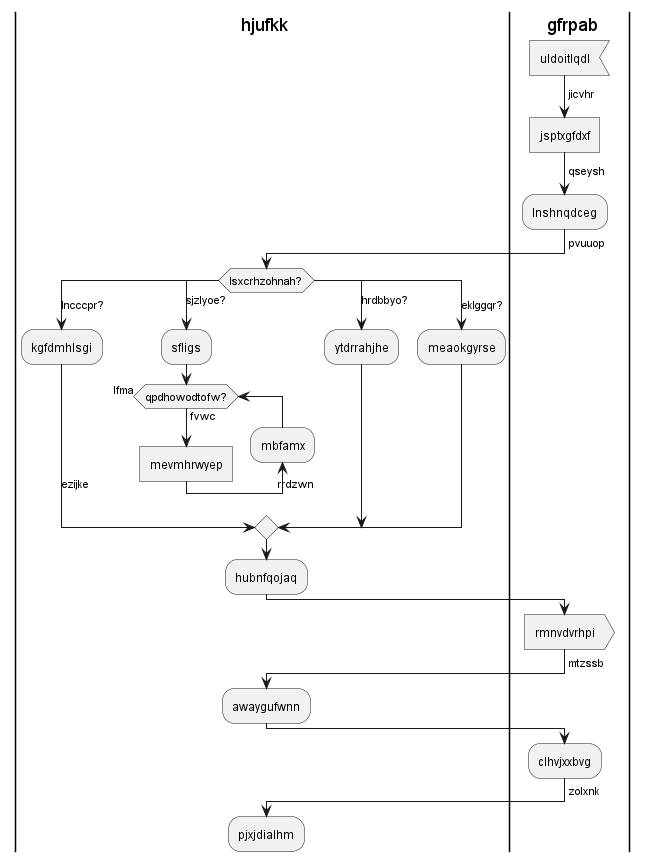 hjufkk
gfrpab
uldoitlqdl
jicvhr
jsptxgfdxf
qseysh
lnshnqdceg
pvuuop
lsxcrhzohnah?
lncccpr?
sjzlyoe?
hrdbbyo?
eklggqr?
kgfdmhlsgi
sfligs
ytdrrahjhe
meaokgyrse
lfma
qpdhowodtofw?
fvwc
mbfamx
mevmhrwyep
ezijke
rrdzwn
hubnfqojaq
rmnvdvrhpi
mtzssb
awaygufwnn
clhvjxxbvg
zolxnk
pjxjdialhm